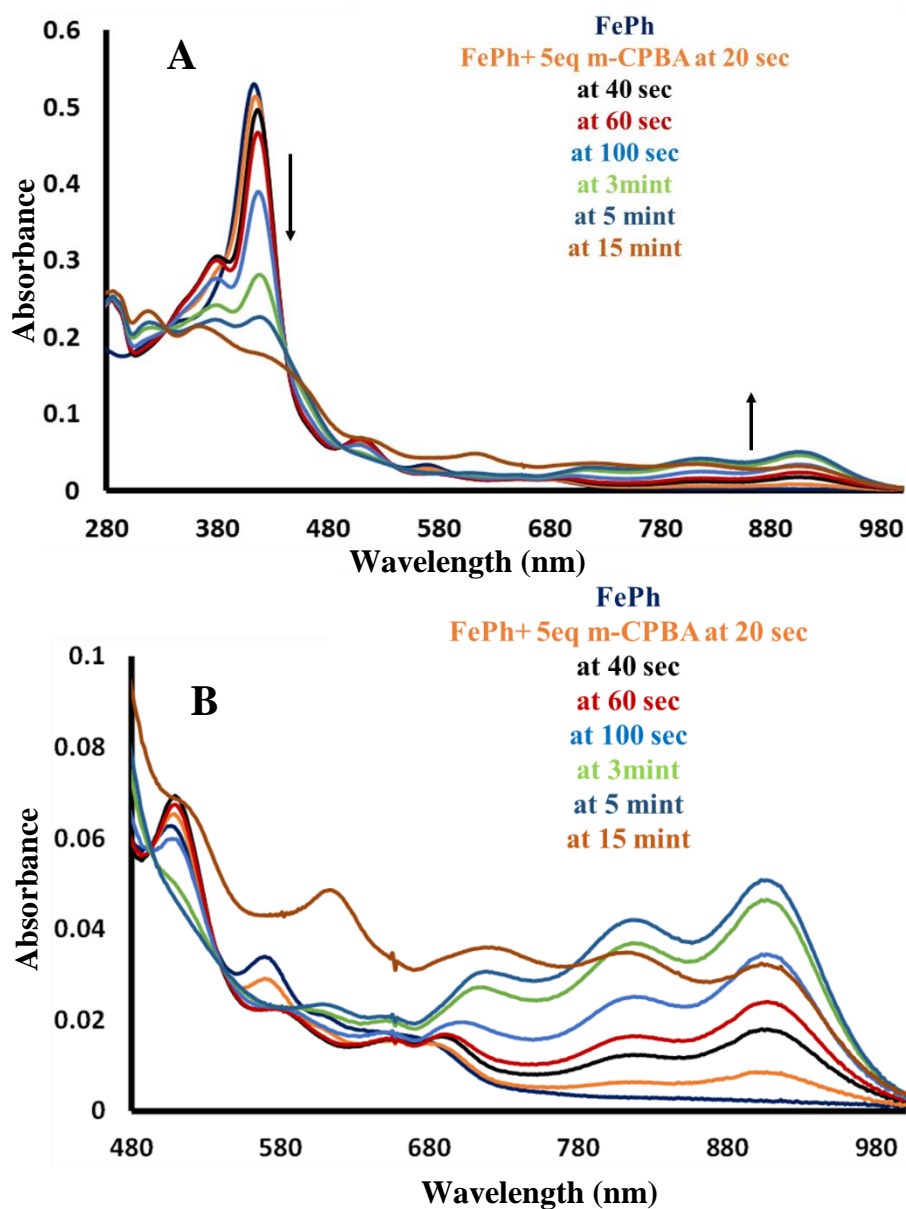 0.6
A
FePh
FePh+ 5eq m-CPBA at 20 sec
0.5
at 40 sec
at 60 sec
0.4
at 100 sec
at 3mint
at 5 mint
0.3
at 15 mint
Absorbance
0.2
0.1
0
280 380 480 580 680 780 880 980
Wavelength (nm)
FePh
FePh+ 5eq m-CPBA at 20 sec
0.1
B
at 40 sec
at 60 sec
0.08
at 100 sec
at 3mint
at 5 mint
0.06
at 15 mint
Absorbance
0.04
0.02
0
480 580 680 780 880 980
Wavelength (nm)